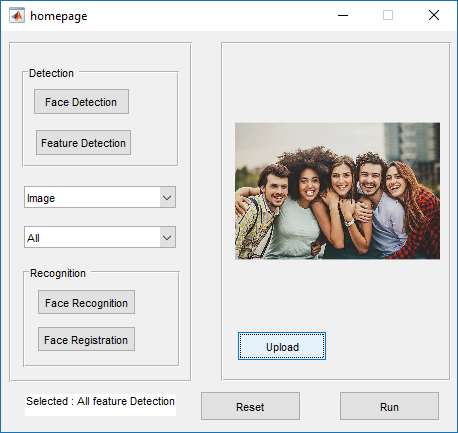 homepage
Detection
Face Detection
Feature Detection
Image
All
Recognition
Face Recognition
Face Registration
Upload
Selected : All feature Detection
Reset
Run